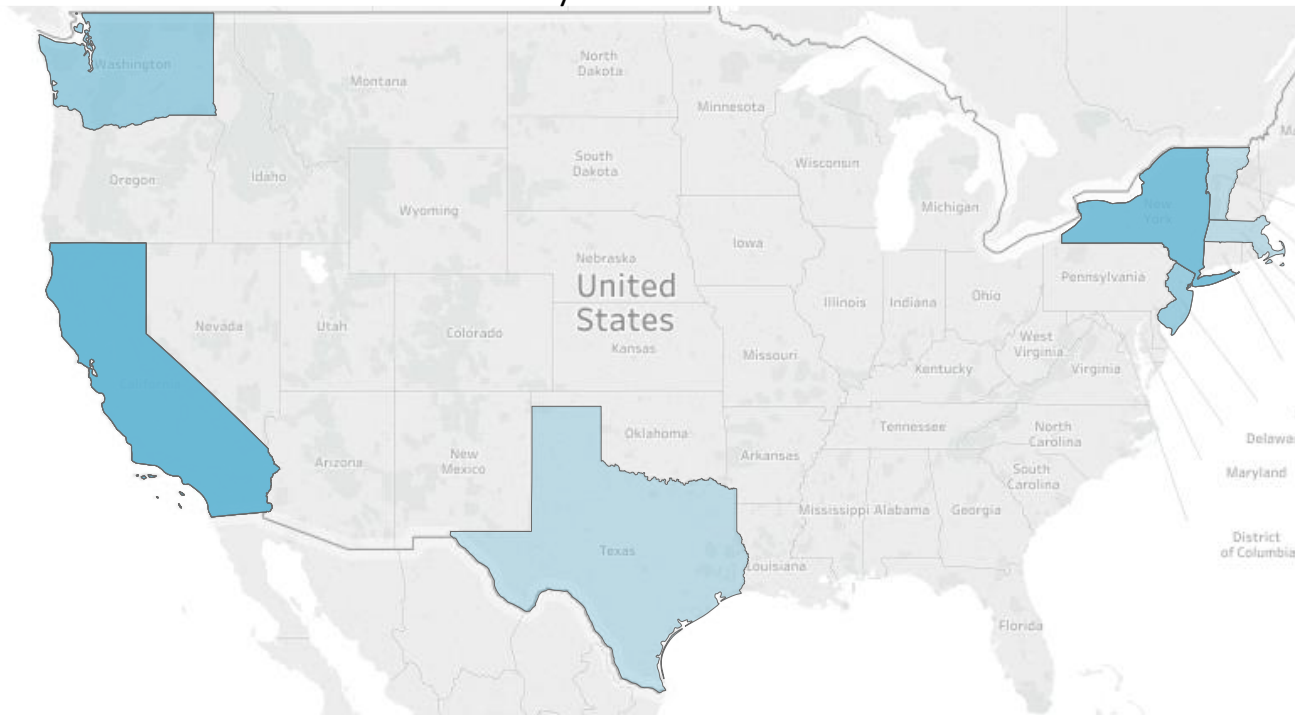 Washington
Montana
North
Dakota
Minnesota
Oregon
Idaho
South
Dakota
Wisconsin
Wyoming
Michigan
New
York
Iowa
Nebraska
Pennsylvania
United
States
Illinois
Indiana
Ohio
Nevada
Utah
Colorado
Kansas
Missouri
West
Virginia
Kentucky
Virginia
Arizona
New
Mexico
Oklahoma
Arkansas
Tennessee
North
Carolina
South
Carolina
Delawa
Maryland
Mississippi
Alabama
Georgia
Texas
Louisiana
District
of Columbia
Florida